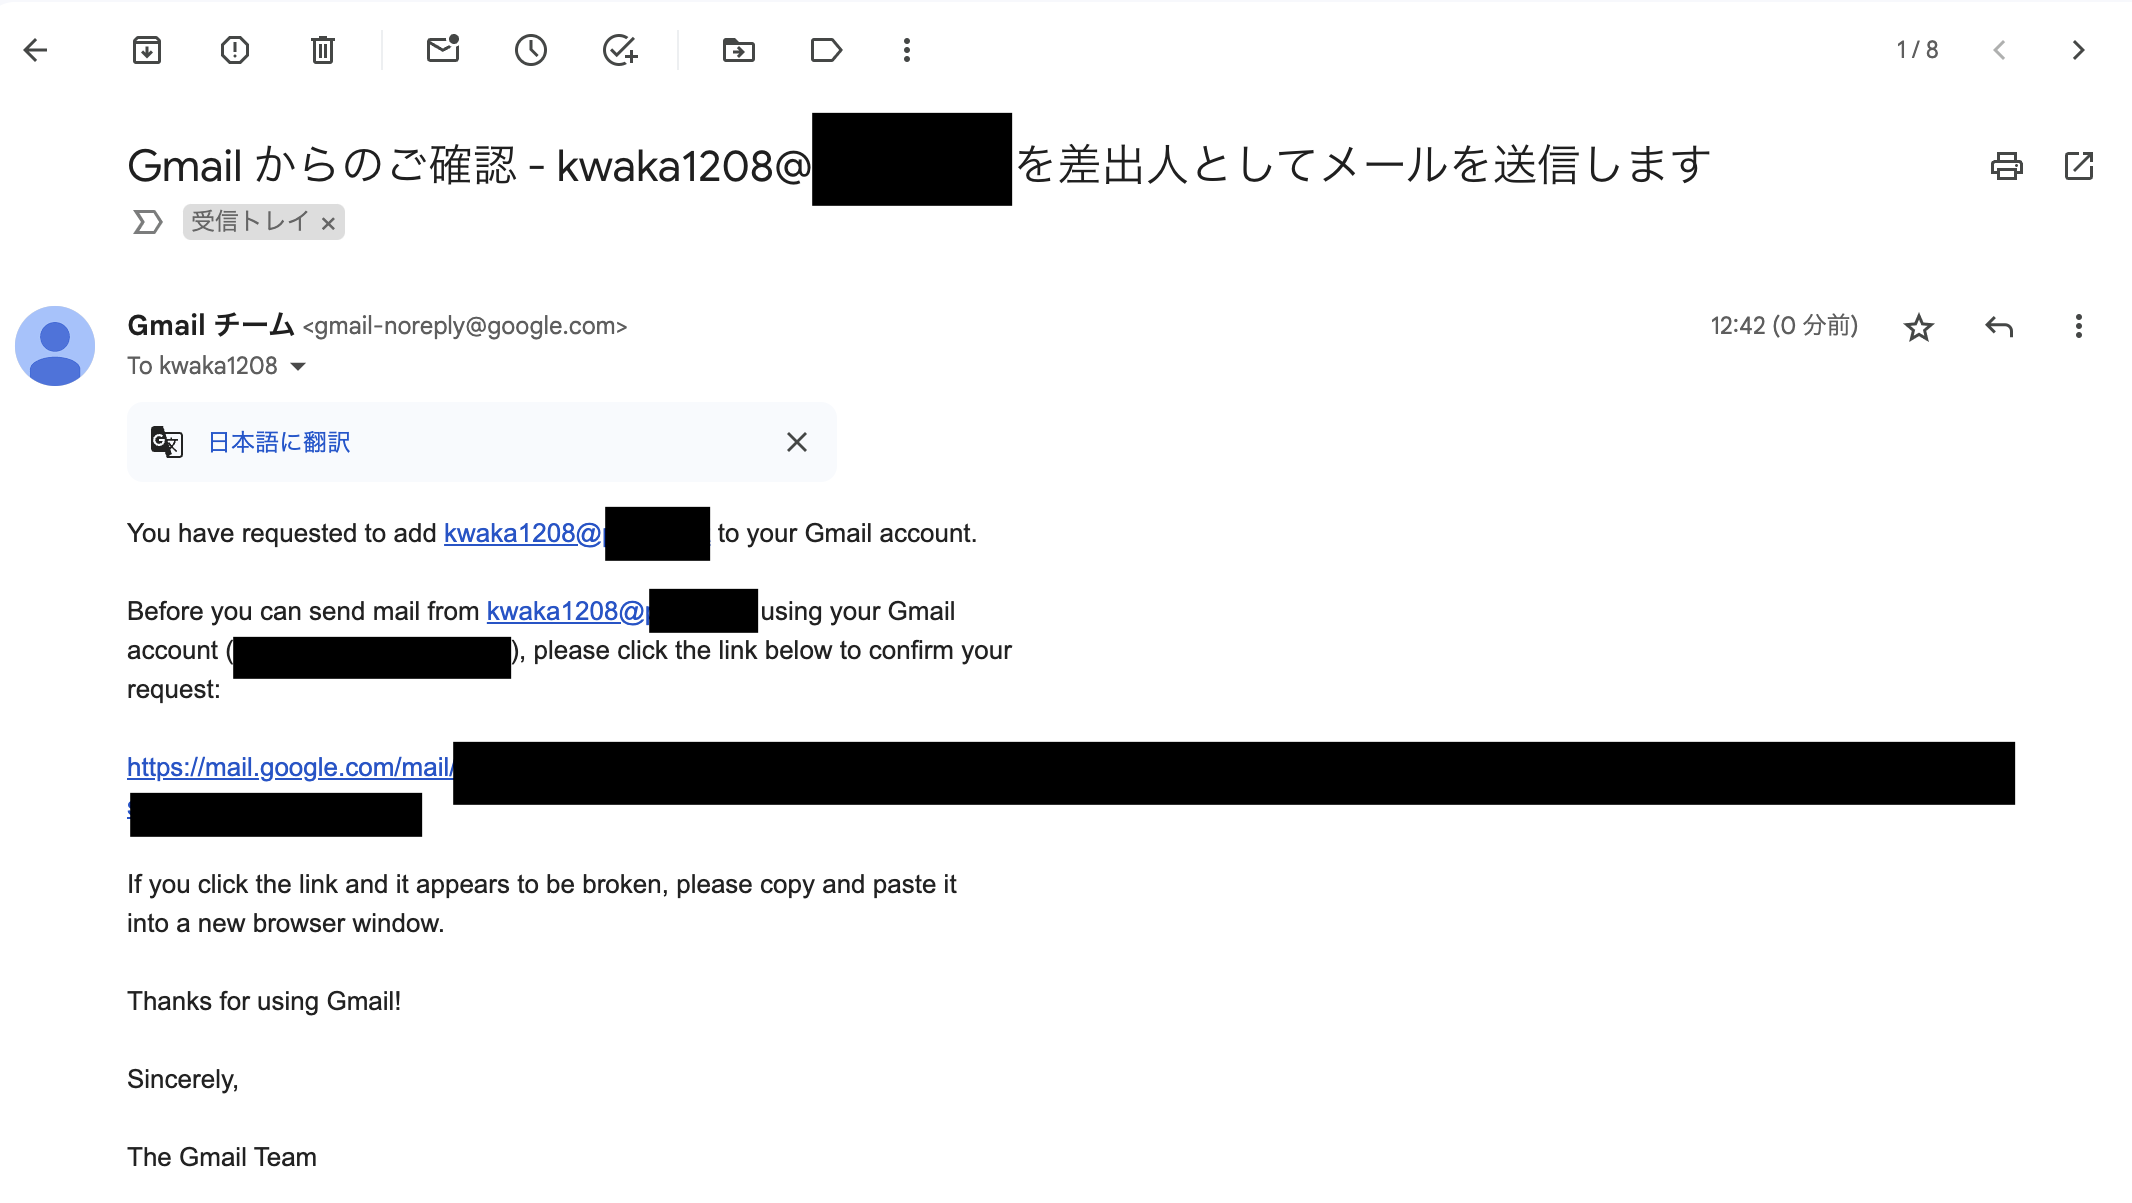 1 / 8
Gmail からのご確認 - kwaka1208@ を差出人としてメールを送信します
受信トレイ ×
Gmail チーム <gmail-noreply@google.com>
12:42 (0 分前)
To kwaka1208
日本語に翻訳
You have requested to add kwaka1208@ to your Gmail account.
Before you can send mail from kwaka1208@ using your Gmail
account ( ), please click the link below to confirm your
request:
https://mail.google.com/mail/
If you click the link and it appears to be broken, please copy and paste it
into a new browser window.
Thanks for using Gmail!
Sincerely,
The Gmail Team